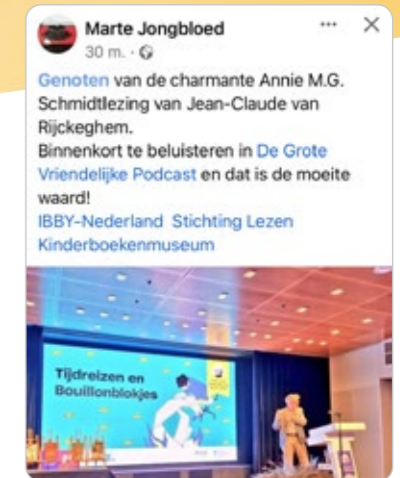 Marte Jongbloed
30 m. ·
Genoten van de charmante Annie M.G.
Schmidtlezing van Jean-Claude van
Rijckeghem.
Binnenkort te beluisteren in De Grote
Vriendelijke Podcast en dat is de moeite
waard!
IBBY-Nederland Stichting Lezen
Kinderboekenmuseum
Tijdreizen en
Bouillonblokjes